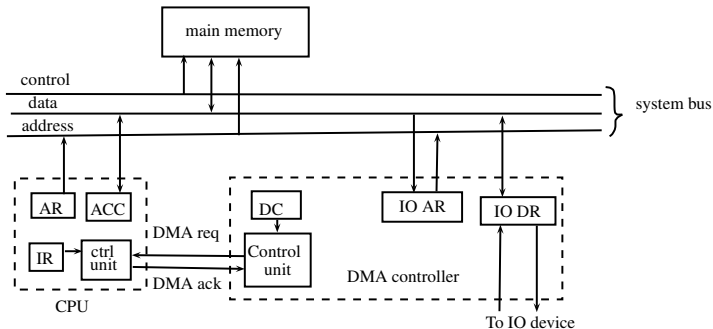 main memory
control
data
system bus
address
AR
ACC
DC
IO AR
IO DR
DMA req
IR
ctrl
unit
Control
unit
DMA controller
DMA ack
CPU
To IO device